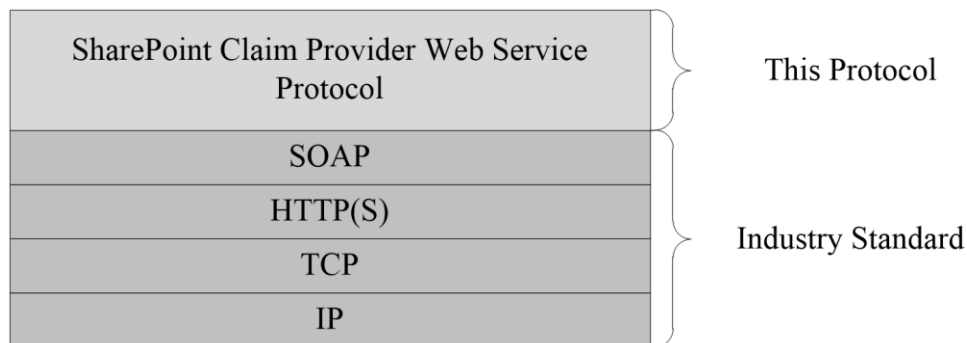 SharePoint Claim Provider Web Service
Protocol
This Protocol
SOAP
HTTP(S)
TCP
IP
Industry Standard